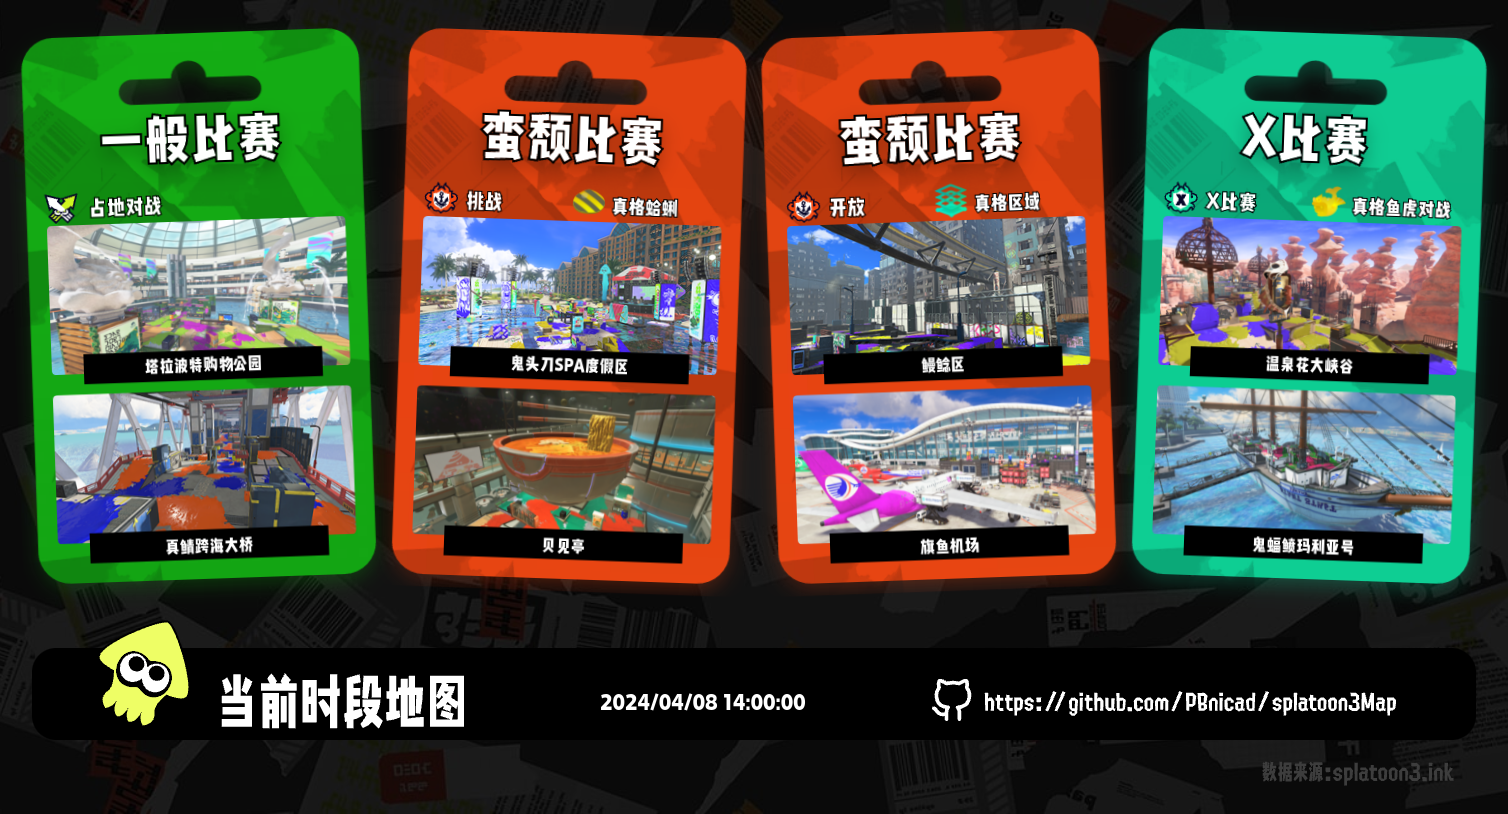 一般比赛
占地对战
塔拉波特购物公园
真鲭跨海大桥
蛮颓比赛
挑战
真格蛤蜊
鬼头刀SPA度假区
贝见亭
蛮颓比赛
开放
真格区域
鳗鲶区
旗鱼机场
X比赛
X比赛
真格鱼虎对战
温泉花大峡谷
鬼蝠鲼玛利亚号
当前时段地图
2024/04/08 14:00:00
https://github.com/PBnicad/splatoon3Map
数据来源:splatoon3.ink